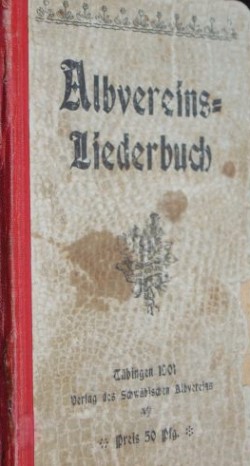 Albvereins=
Liederbuch
Tübingen 1901
Verlag des Schwäbischen Albvereins
Preis 50 Pfg.